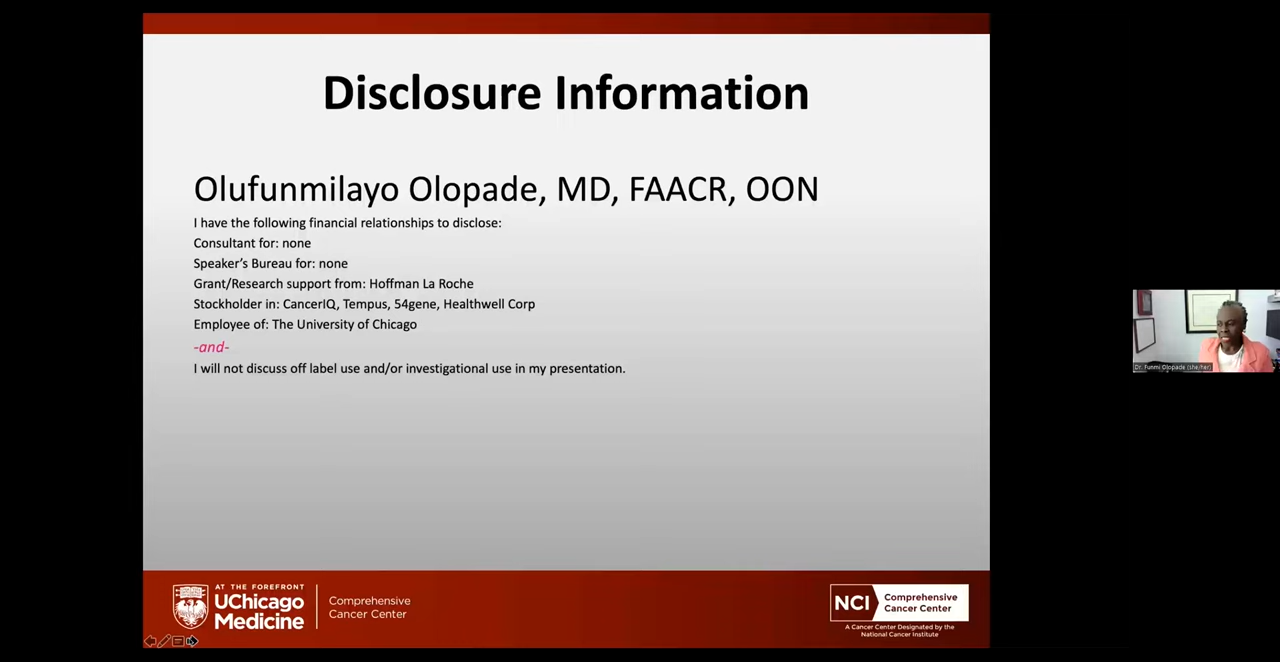 Disclosure Information
Olufunmilayo Olopade, MD, FAACR, OON
I have the following financial relationships to disclose:
Consultant for: none
Speaker’s Bureau for: none
Grant/Research support from: Hoffman La Roche
Stockholder in: CancerIQ, Tempus, 54gene, Healthwell Corp
Employee of: The University of Chicago
-and-
I will not discuss off label use and/or investigational use in my presentation.
Dr. Funmi Olopade (she/her)
AT THE FOREFRONT
UChicago
Medicine
Comprehensive
Cancer Center
NCI
Comprehensive
Cancer Center
A Cancer Center Designated by the
National Cancer Institute